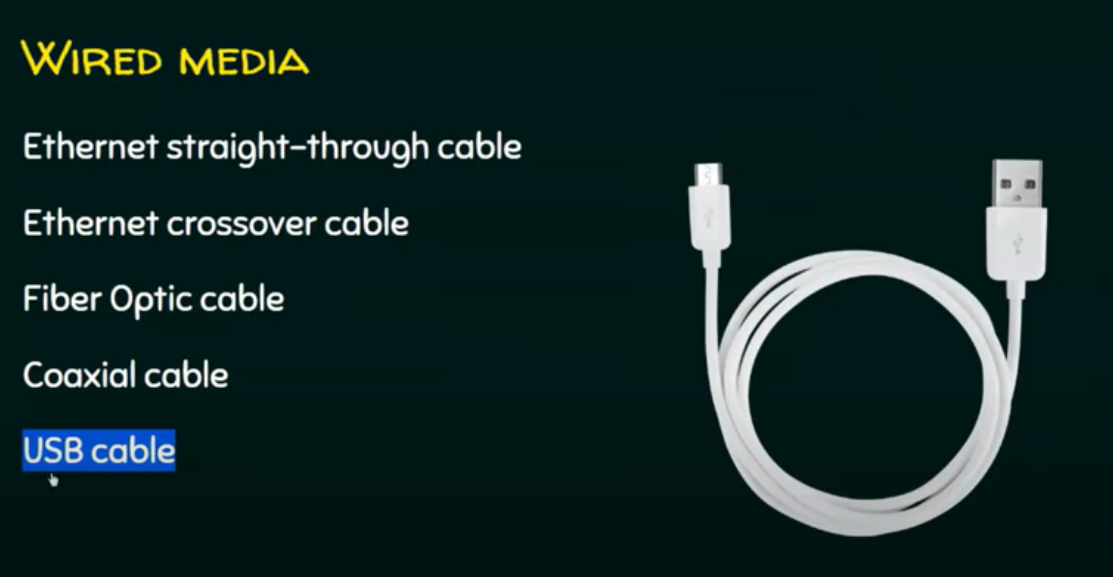 Wired media
Ethernet straight-through cable
Ethernet crossover cable
Fiber Optic cable
Coaxial cable
USB cable